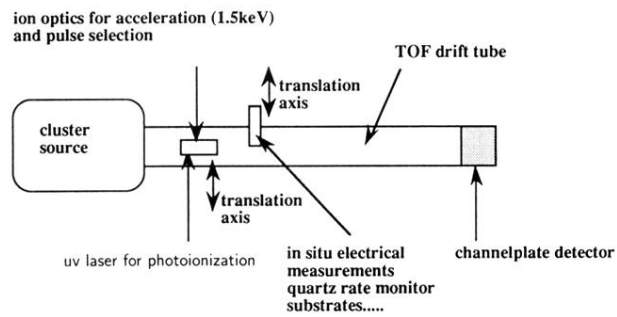 ion optics for acceleration (1.5keV)
and pulse selection
TOF drift tube
translation
axis
cluster
source
translation
axis
uv laser for photoionization
in situ electrical
measurements
quartz rate monitor
substrates.....
channelplate detector